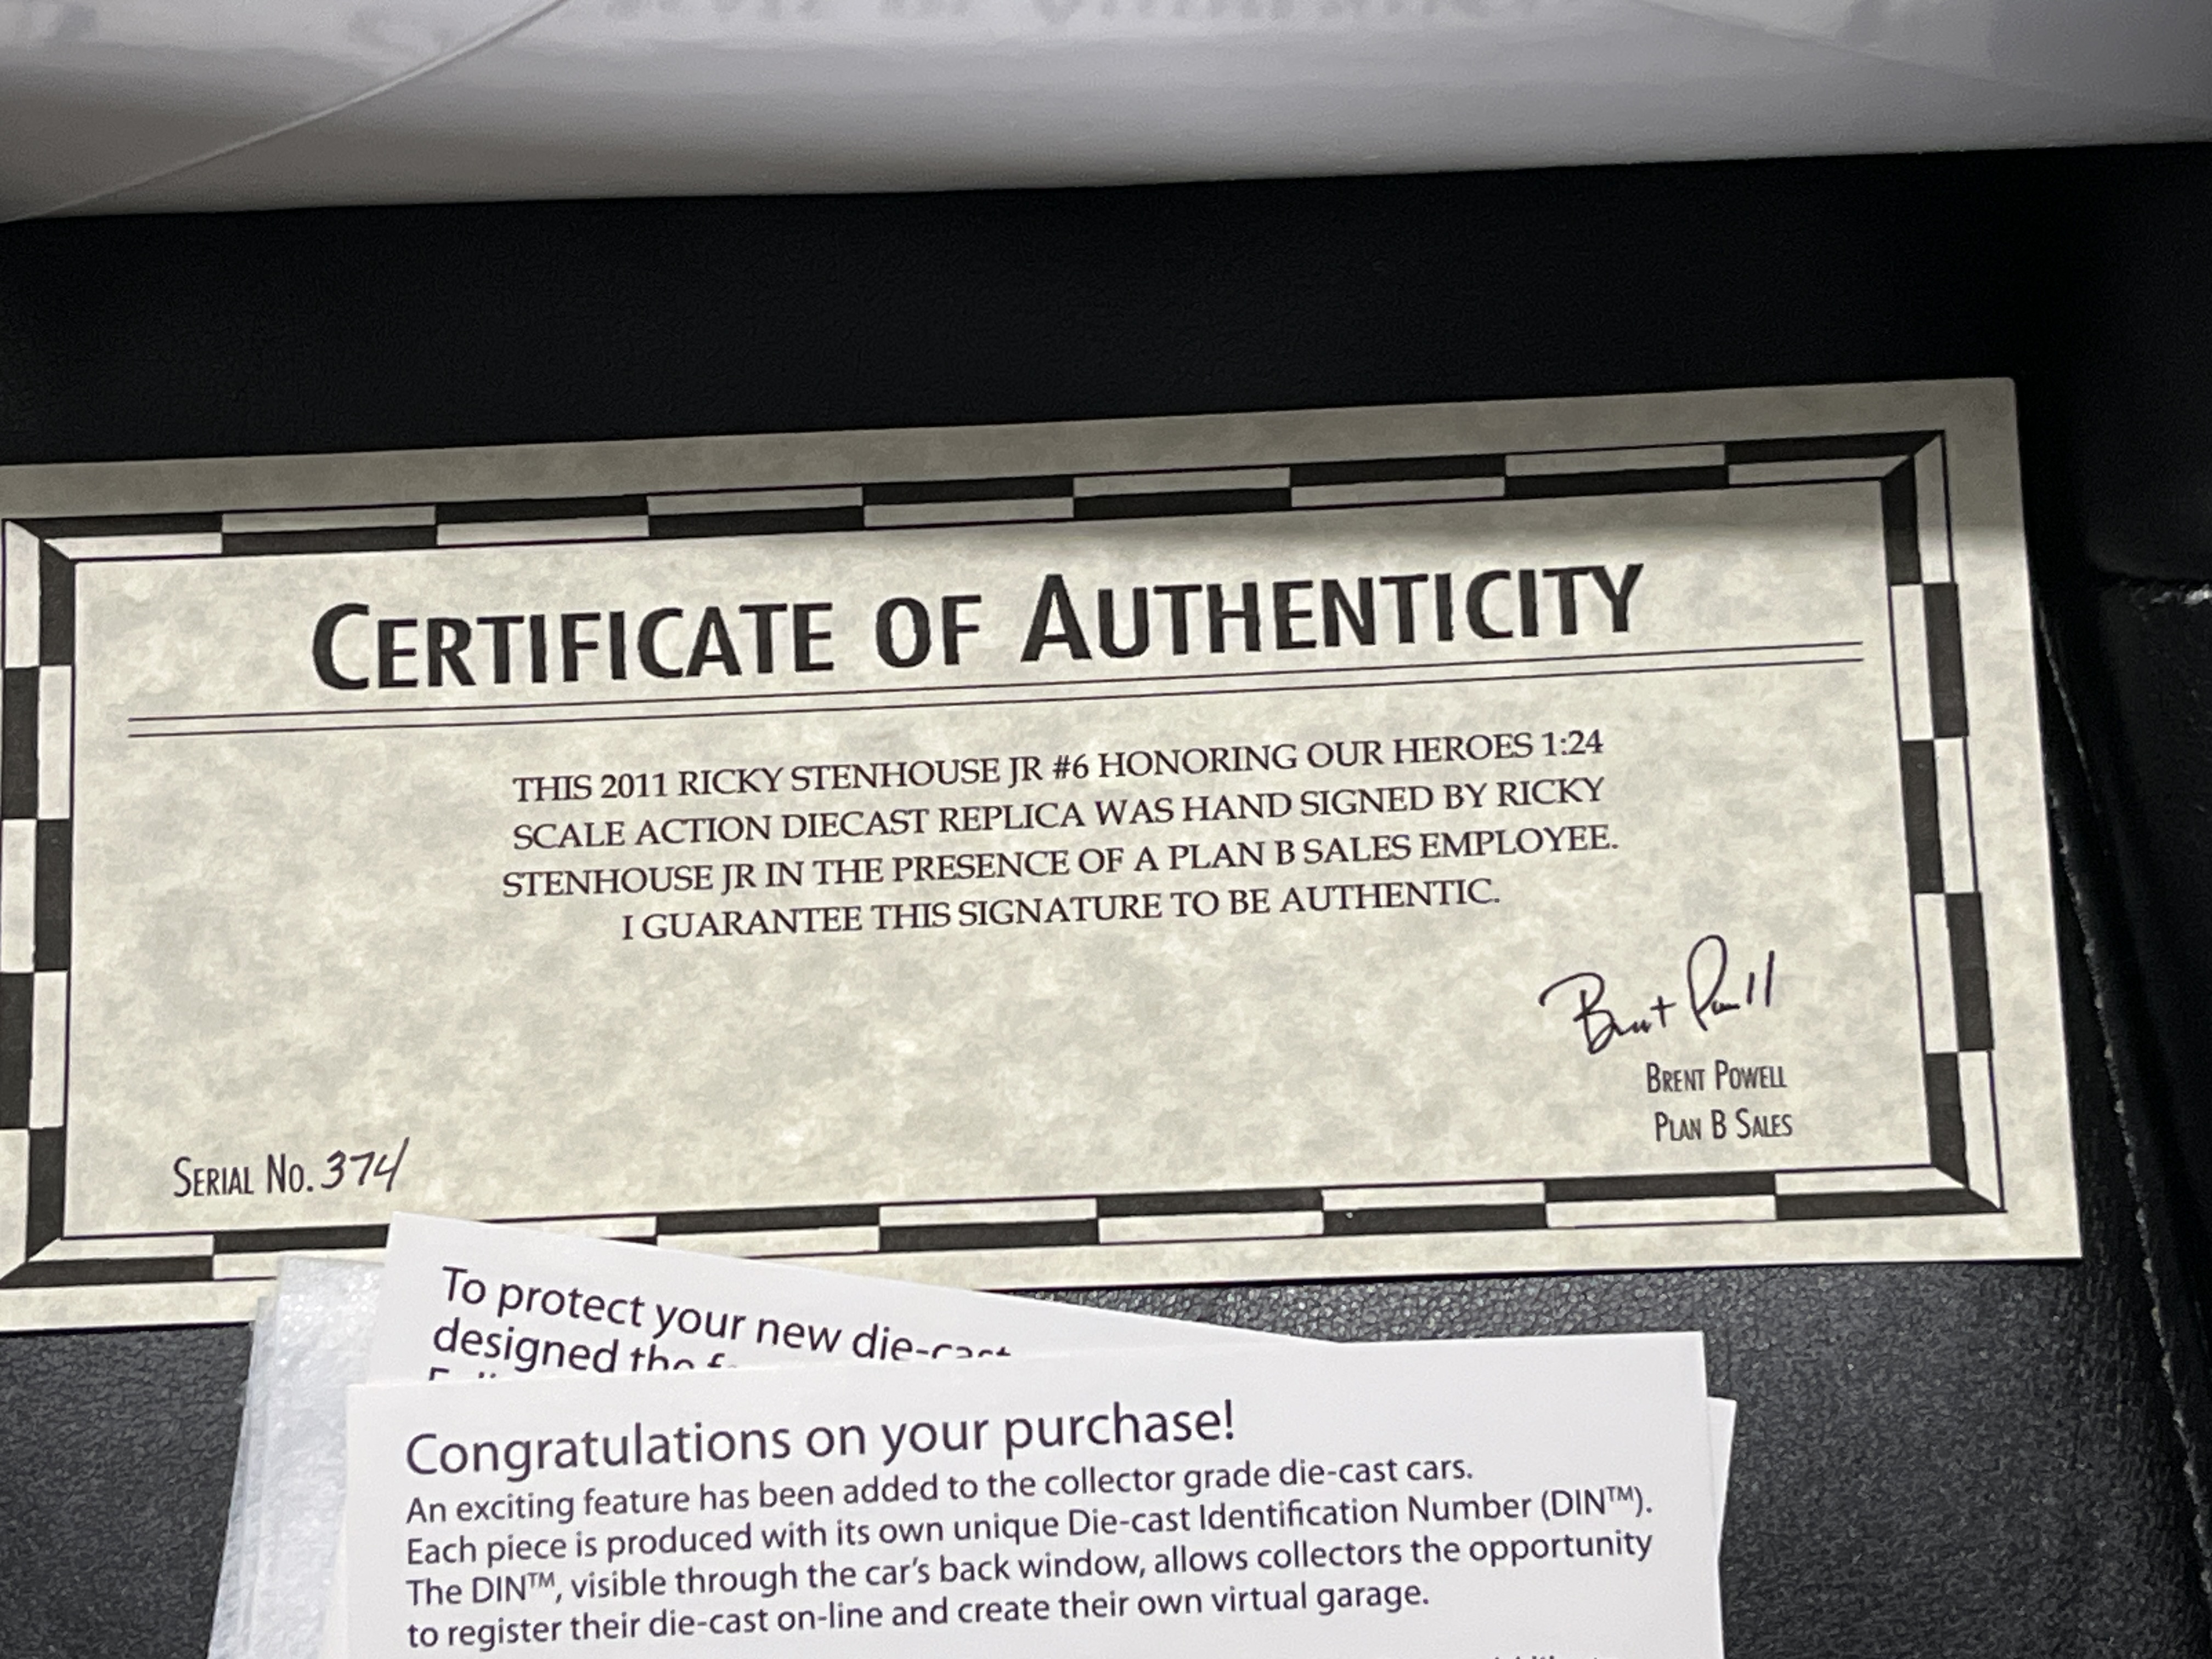 CERTIFICATE OF AUTHENTICITY
THIS 2011 RICKY STENHOUSE JR #6 HONORING OUR HEROES 1:24
SCALE ACTION DIECAST REPLICA WAS HAND SIGNED BY RICKY
STENHOUSE JR IN THE PRESENCE OF A PLAN B SALES EMPLOYEE.
I GUARANTEE THIS SIGNATURE TO BE AUTHENTIC.
Brent Powell
BRENT POWELL
PLAN B SALES
SERIAL NO. 374
To protect your new die-cast
designed the
Congratulations on your purchase!
An exciting feature has been added to the collector grade die-cast cars.
Each piece is produced with its own unique Die-cast Identification Number (DIN™).
The DIN™, visible through the car's back window, allows collectors the opportunity
to register their die-cast on-line and create their own virtual garage.